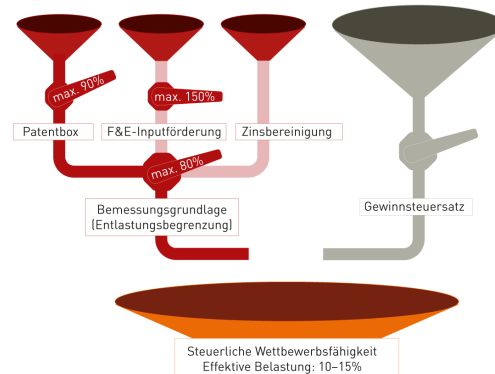 max. 90%
max. 150%
Patentbox
F&E-Inputförderung
Zinsbereinigung
max. 80%
Bemessungsgrundlage
(Entlastungsbegrenzung)
Gewinnsteuersatz
Steuerliche Wettbewerbsfähigkeit
Effektive Belastung: 10–15%